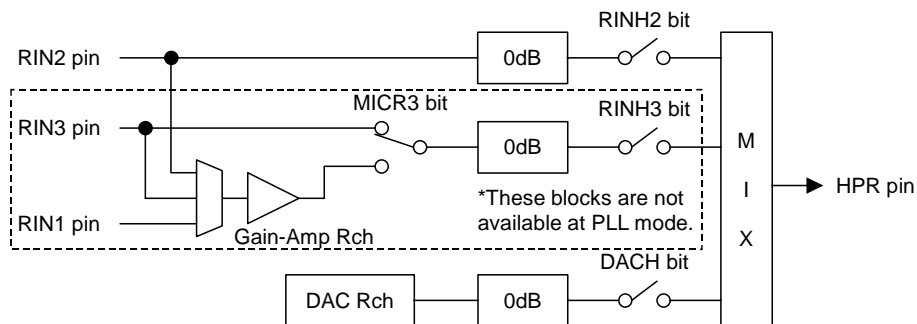 RINH2 bit
RIN2 pin
0dB
MICR3 bit
RINH3 bit
RIN3 pin
0dB
M
I
X
HPR pin
*These blocks are not
available at PLL mode.
RIN1 pin
Gain-Amp Rch
DACH bit
DAC Rch
0dB